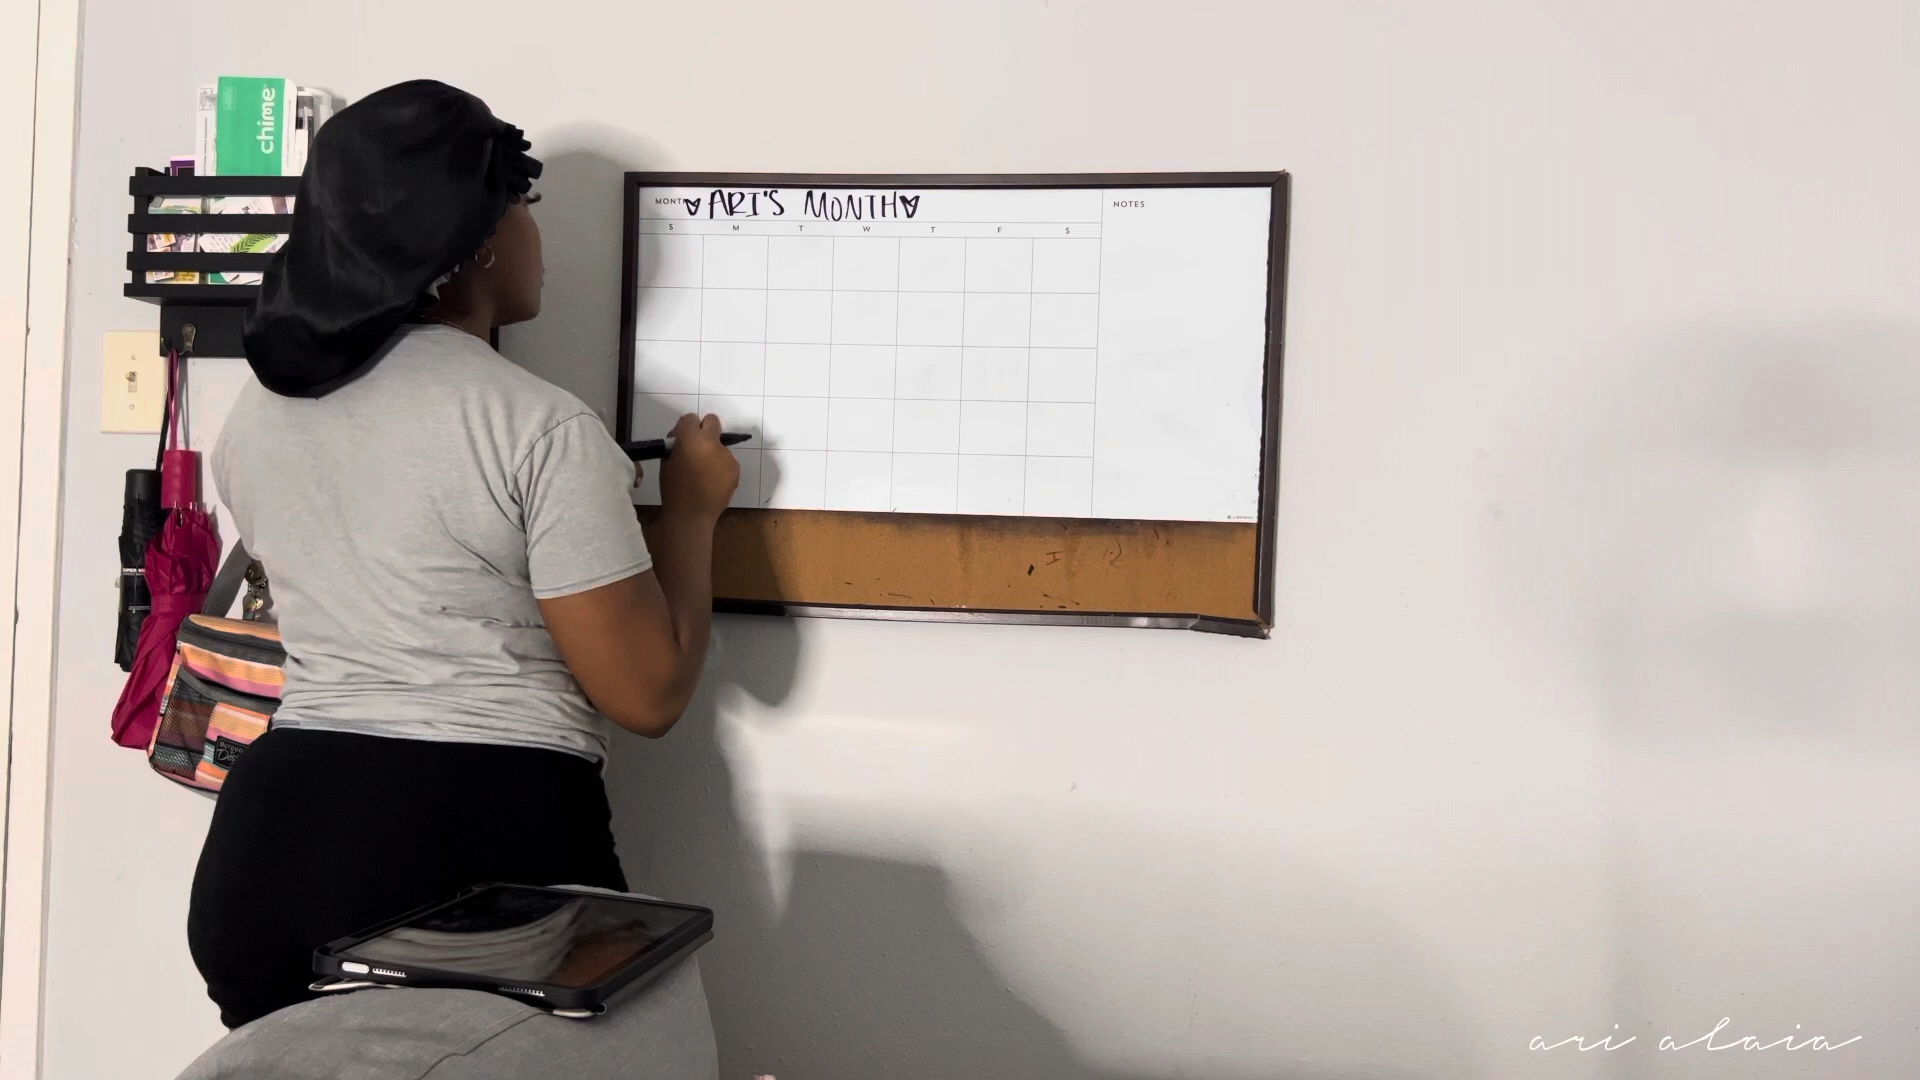 chime
MONTH ARI'S MONTH
NOTES
S M T W T F S
ari alaia